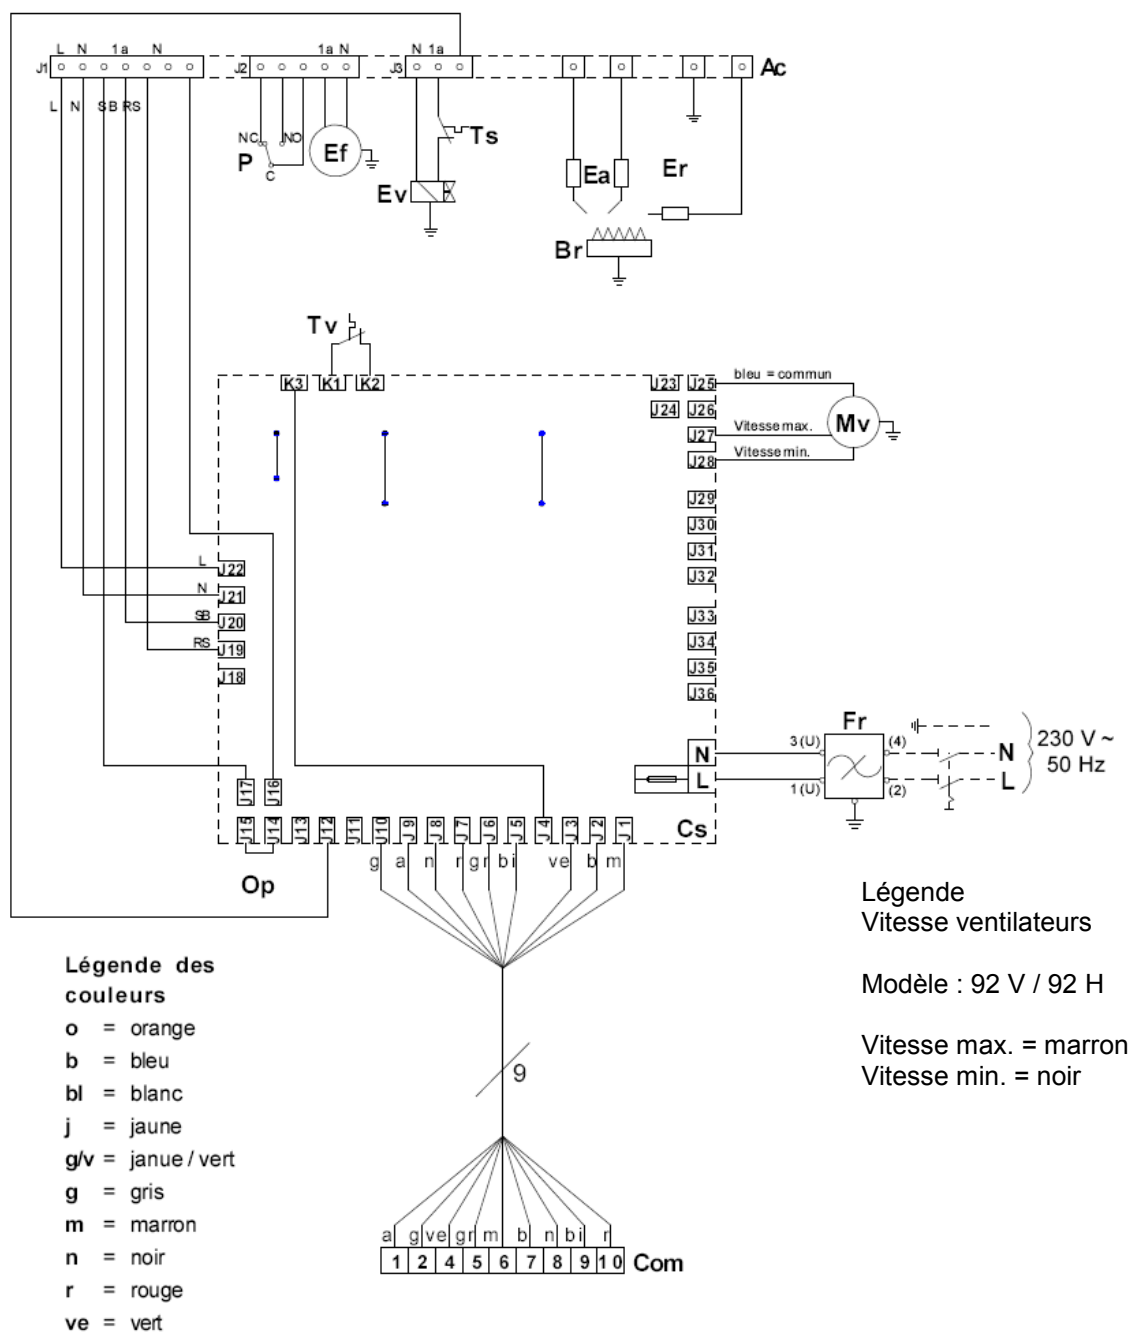 L N 1a N 1a N N 1a
J1 J2 J3 Ac
L N SB RS
NC NO
P C Ef Ts
Ev Ea Er
Br
Tv
K3 K1 K2 J23 J25 bleu = commun
J24 J26
Mv
J27 Vitesse max.
J28 Vitesse min.
J29
J30
J31
J32
L J22
N J21
SB J20
RS J19
J18
J33
J34
J35
J36
Fr
3 (U) (4)
N N
230 V ~
50 Hz
L L
1 (U) (2)
J17 J16
Cs
J15 J14 J13 J12 J11 J10 J9 J8 J7 J6 J5 J4 J3 J2 J1
g a n r gr bi ve b m
Op
Légende
Vitesse ventilateurs
Modèle : 92 V / 92 H
Vitesse max. = marron
Vitesse min. = noir
Légende des
couleurs
o = orange
b = bleu
bl = blanc
j = jaune
g/v = janue / vert
g = gris
m = marron
n = noir
r = rouge
ve = vert
9
a g ve gr m b n bi r
1 2 4 5 6 7 8 9 10 Com